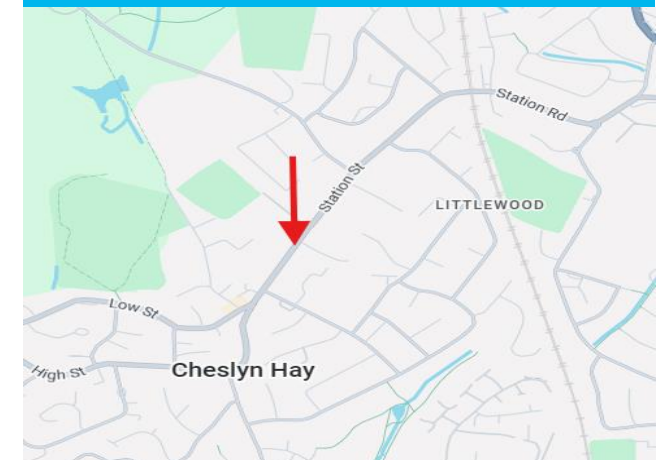 Station Rd
Station St
LITTLEWOOD
Low St
High St
Cheslyn Hay